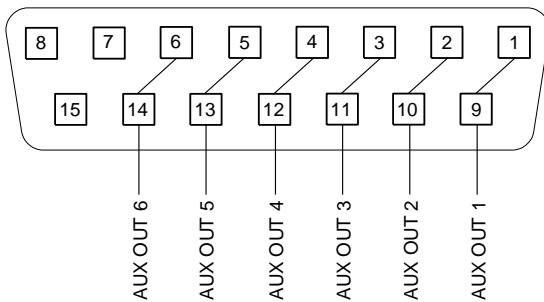 8 7 6 5 4 3 2 1
15 14 13 12 11 10 9
AUX OUT 6
AUX OUT 5
AUX OUT 4
AUX OUT 3
AUX OUT 2
AUX OUT 1